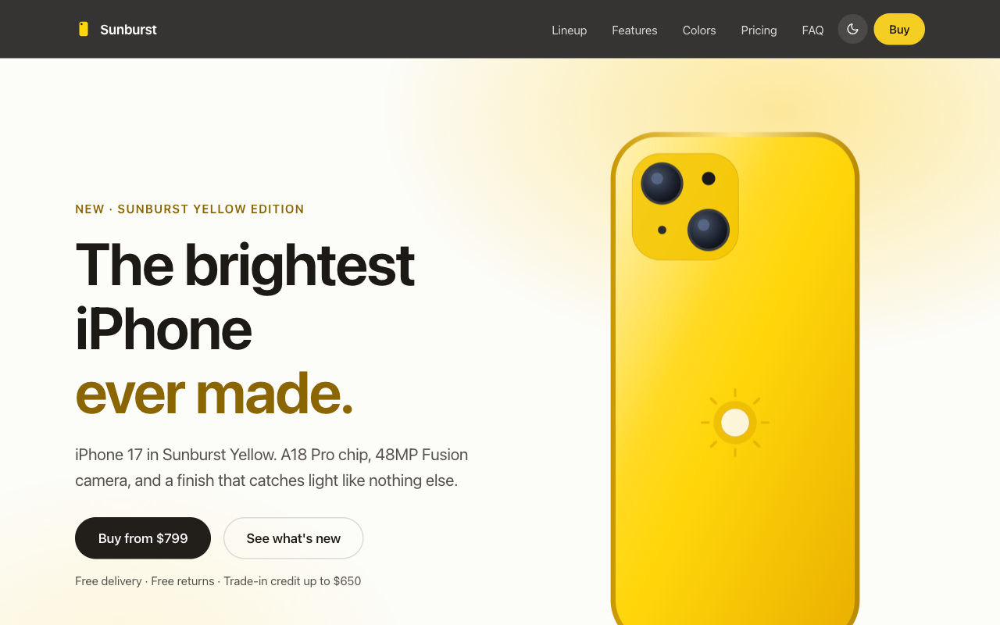 Sunburst
Lineup
Features
Colors
Pricing
FAQ
Buy
NEW · SUNBURST YELLOW EDITION
The brightest
iPhone
ever made.
iPhone 17 in Sunburst Yellow. A18 Pro chip, 48MP Fusion
camera, and a finish that catches light like nothing else.
Buy from $799
See what's new
Free delivery · Free returns · Trade-in credit up to $650